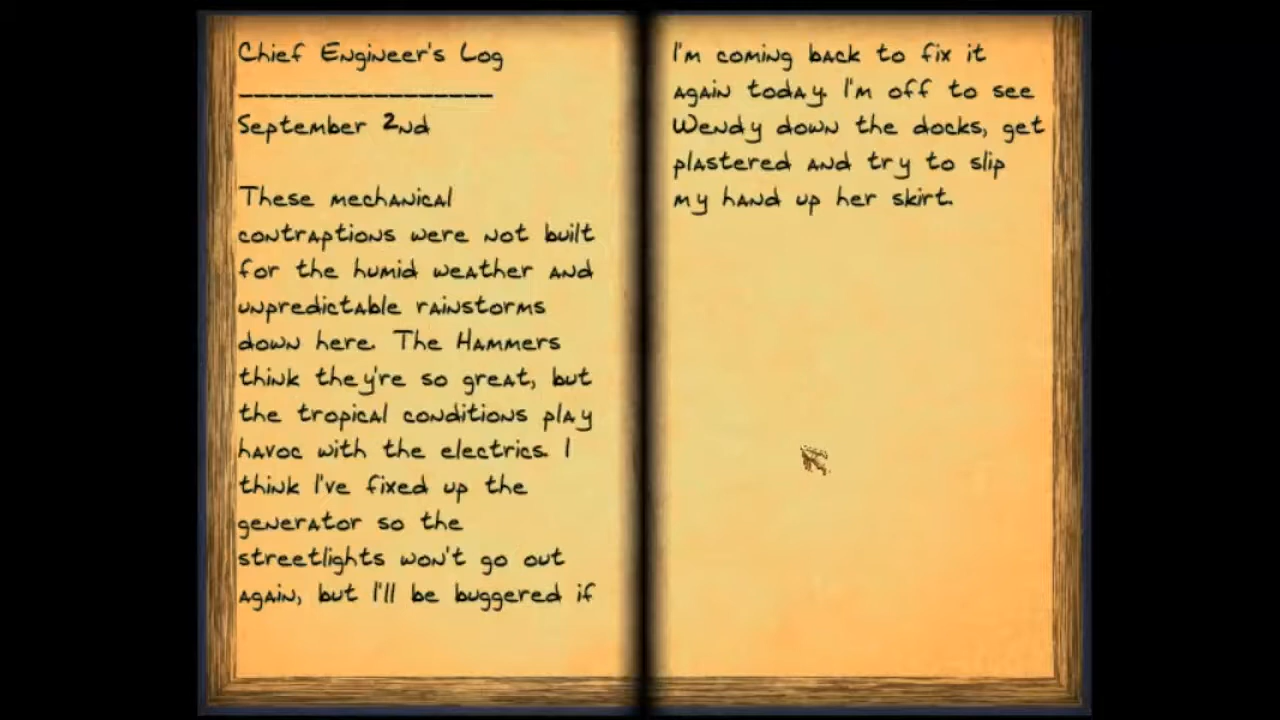 Chief Engineer's Log
_________________
September 2nd
These mechanical
contraptions were not built
for the humid weather and
unpredictable rainstorms
down here. The Hammers
think they're so great, but
the tropical conditions play
havoc with the electrics. I
think I've fixed up the
generator so the
streetlights won't go out
again, but I'll be buggered if
I'm coming back to fix it
again today. I'm off to see
Wendy down the docks, get
plastered and try to slip
my hand up her skirt.